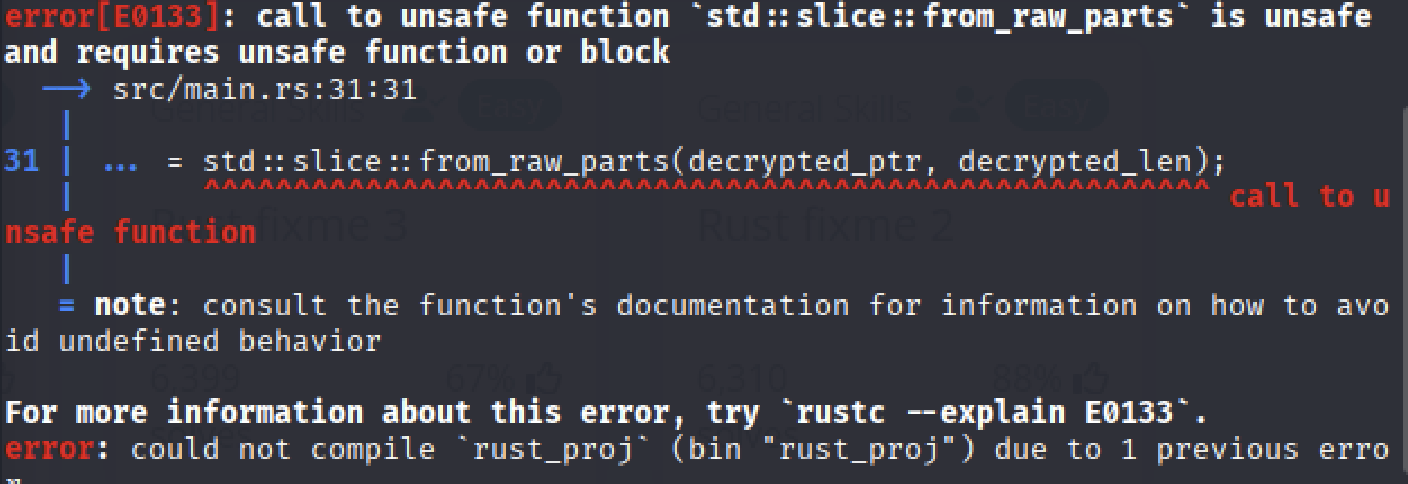 error[E0133]: call to unsafe function `std::slice::from_raw_parts` is unsafe
and requires unsafe function or block
--> src/main.rs:31:31
|
31 | ... = std::slice::from_raw_parts(decrypted_ptr, decrypted_len);
| ^^^^^^^^^^^^^^^^^^^^^^^^^^^^^^^^^^^^^^^^^^^^^^^^^^^^^^^^ call to u
nsafe function
|
= note: consult the function's documentation for information on how to avo
id undefined behavior
For more information about this error, try `rustc --explain E0133`.
error: could not compile `rust_proj` (bin "rust_proj") due to 1 previous erro
General Skills Easy
General Skills Easy
Rust fixme 3
Rust fixme 2
6,399 67%
6,310 88%